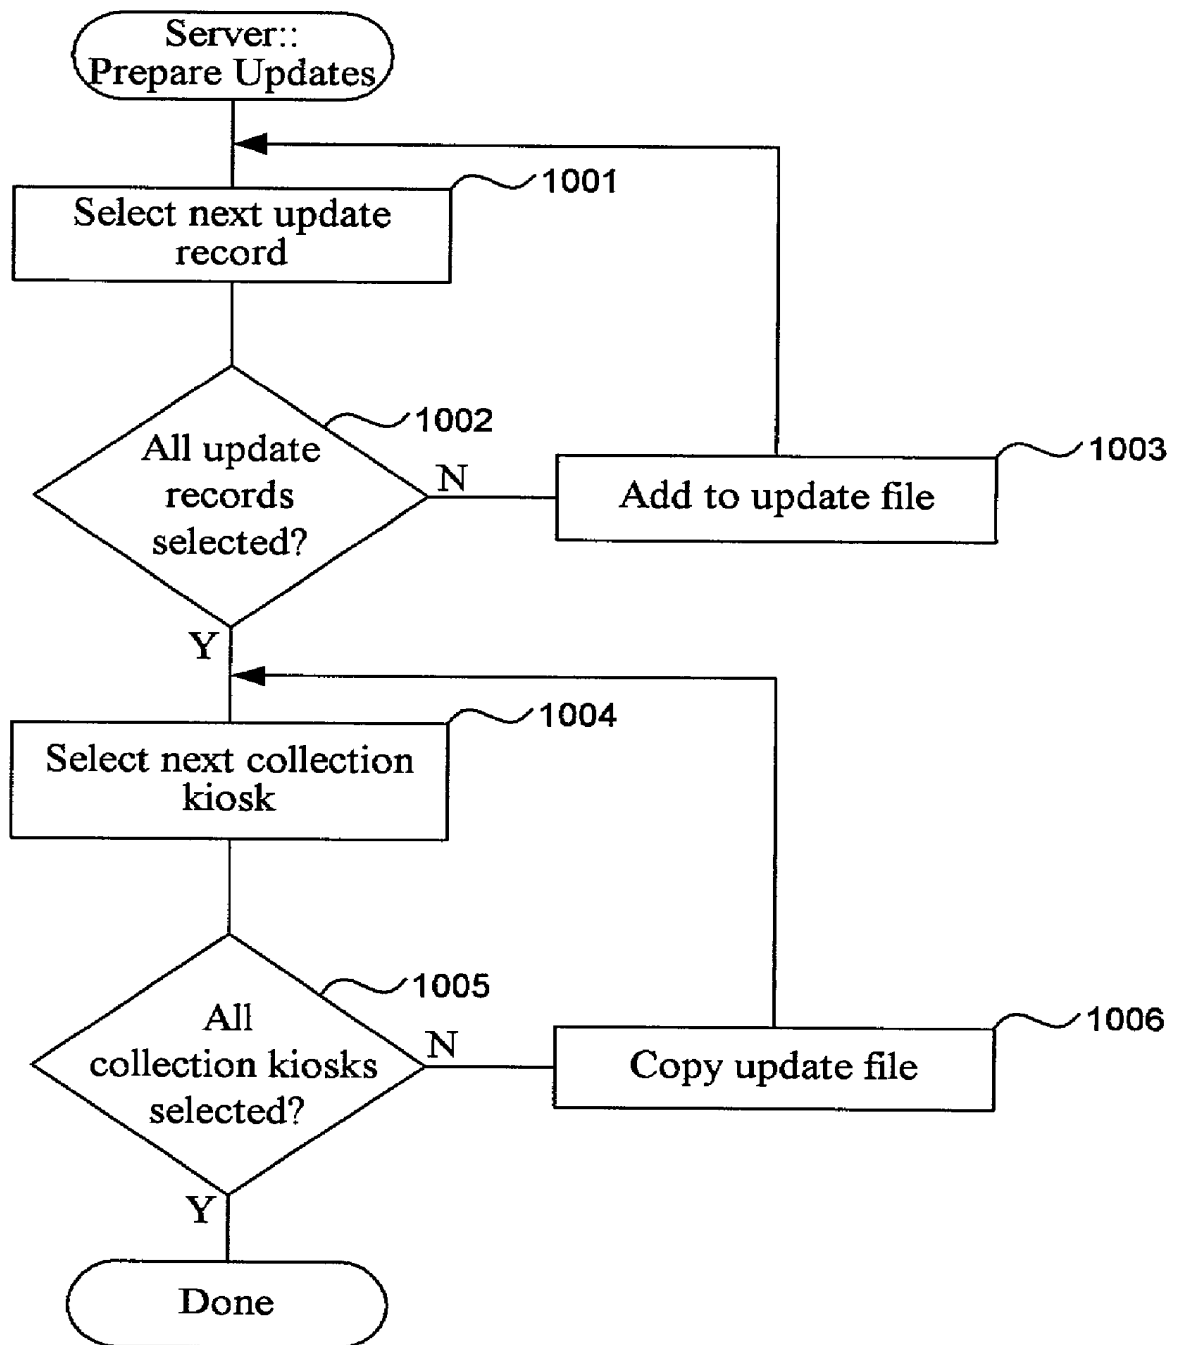 Server::
Prepare Updates
1001
Select next update
record
1002
All update
records
selected?
N
1003
Add to update file
Y
1004
Select next collection
kiosk
1005
All
collection kiosks
selected?
N
1006
Copy update file
Y
Done